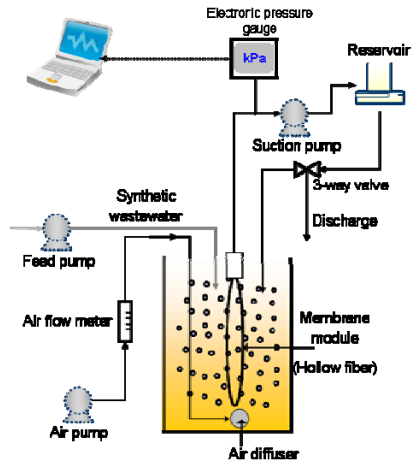 Electronic pressure
gauge
kPa
Reservoir
Suction pump
3-way valve
Synthetic
wastewater
Discharge
Feed pump
Air flow meter
Membrane
module
(Hollow fiber)
Air pump
Air diffuser